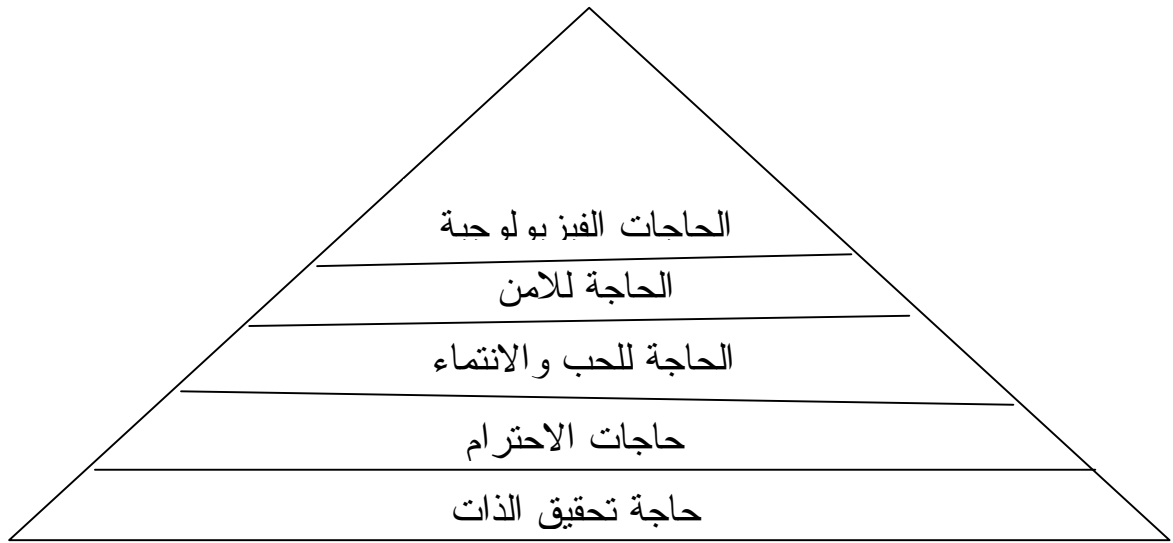 الحاجات الفيزيولوجية
الحاجة للامن
الحاجة للحب والانتماء
حاجات الاحترام
حاجة تحقيق الذات